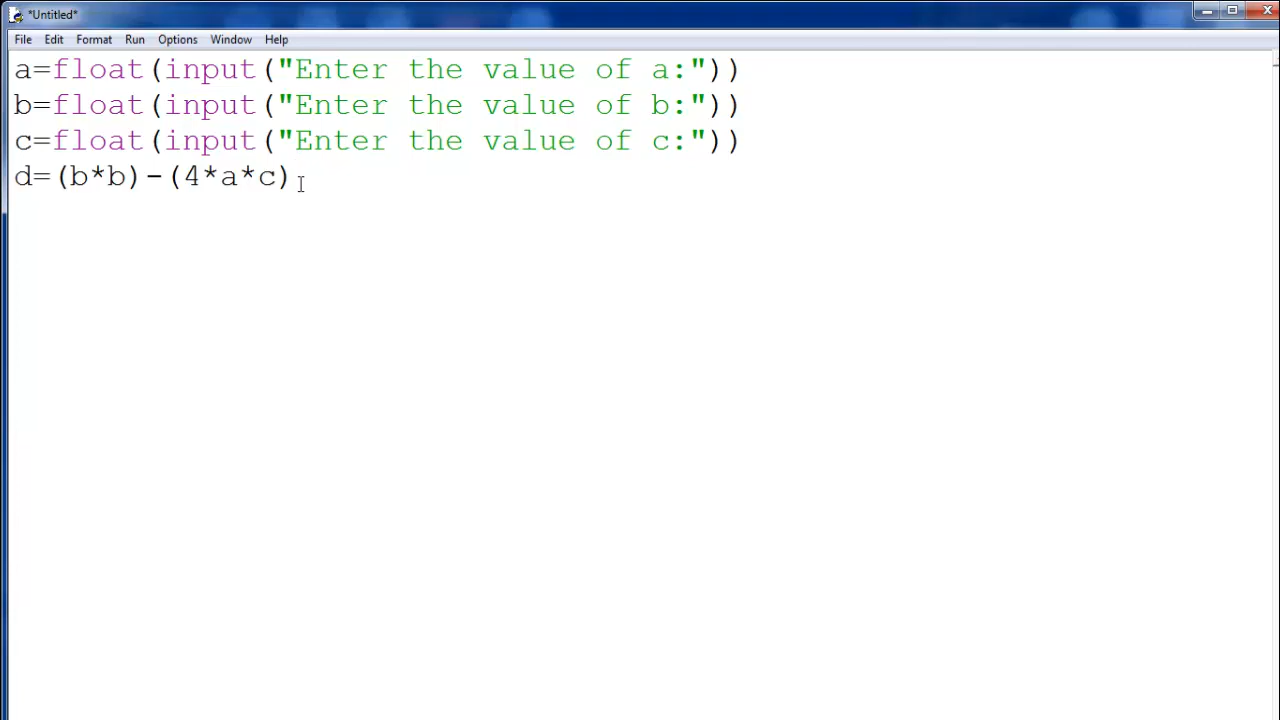 *Untitled*
File Edit Format Run Options Window Help
a=float(input("Enter the value of a:"))
b=float(input("Enter the value of b:"))
c=float(input("Enter the value of c:"))
d=(b*b)-(4*a*c)